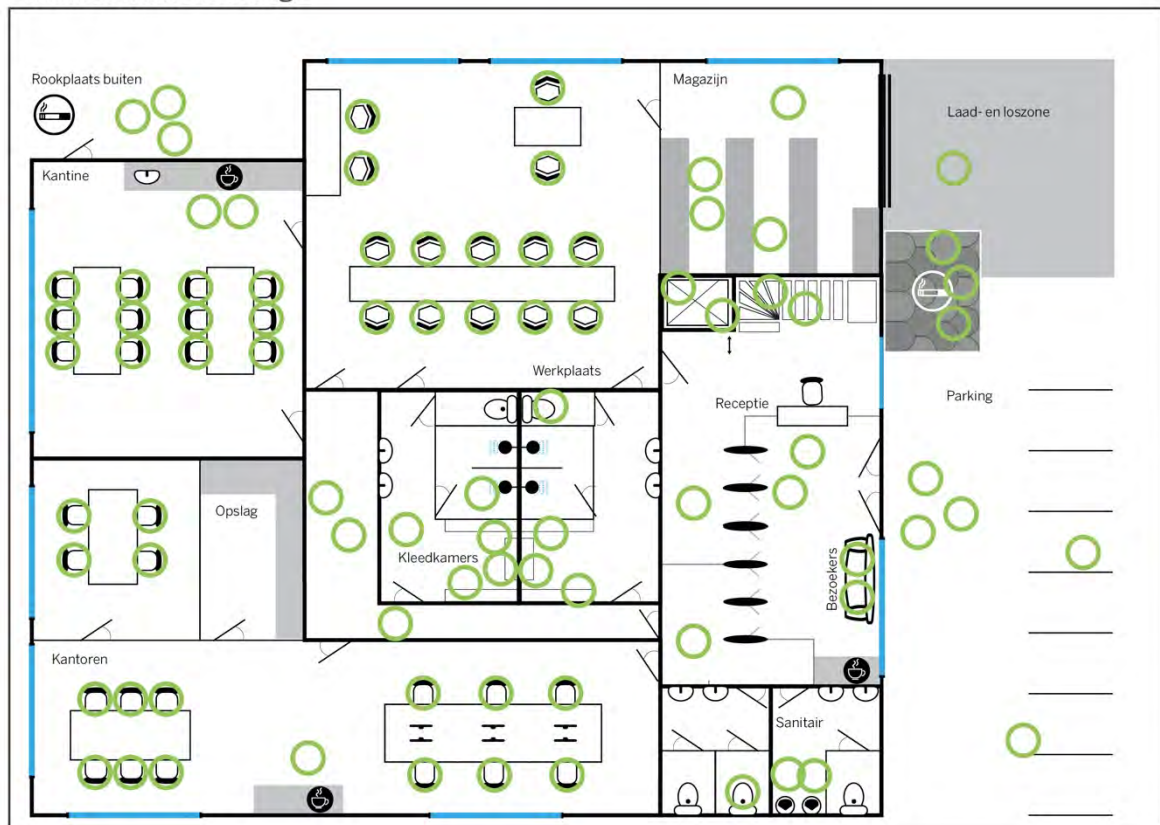 Rookplaats buiten
Magazijn
Laad- en loszone
Kantine
Werkplaats
Receptie
Parking
Opslag
Kleedkamers
Bezoekers
Kantoren
Sanitair